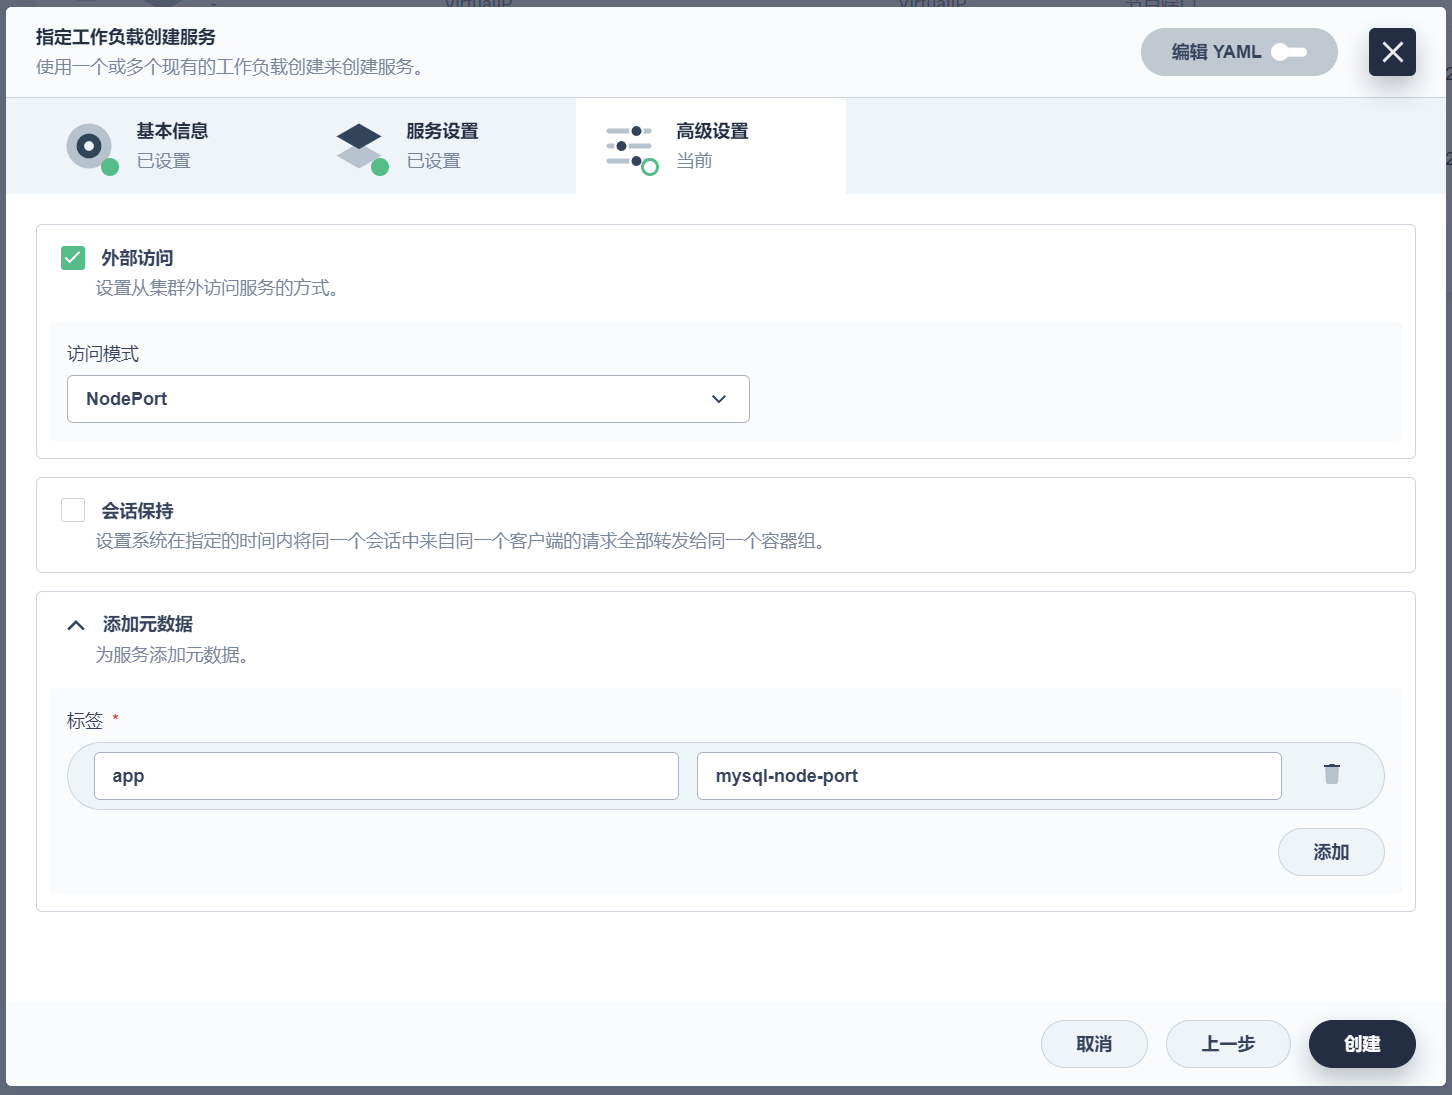 指定工作负载创建服务
使用一个或多个现有的工作负载创建来创建服务。
编辑 YAML
基本信息
已设置
服务设置
已设置
高级设置
当前
外部访问
设置从集群外访问服务的方式。
访问模式
NodePort
会话保持
设置系统在指定的时间内将同一个会话中来自同一个客户端的请求全部转发给同一个容器组。
添加元数据
为服务添加元数据。
标签 *
app
mysql-node-port
添加
取消
上一步
创建